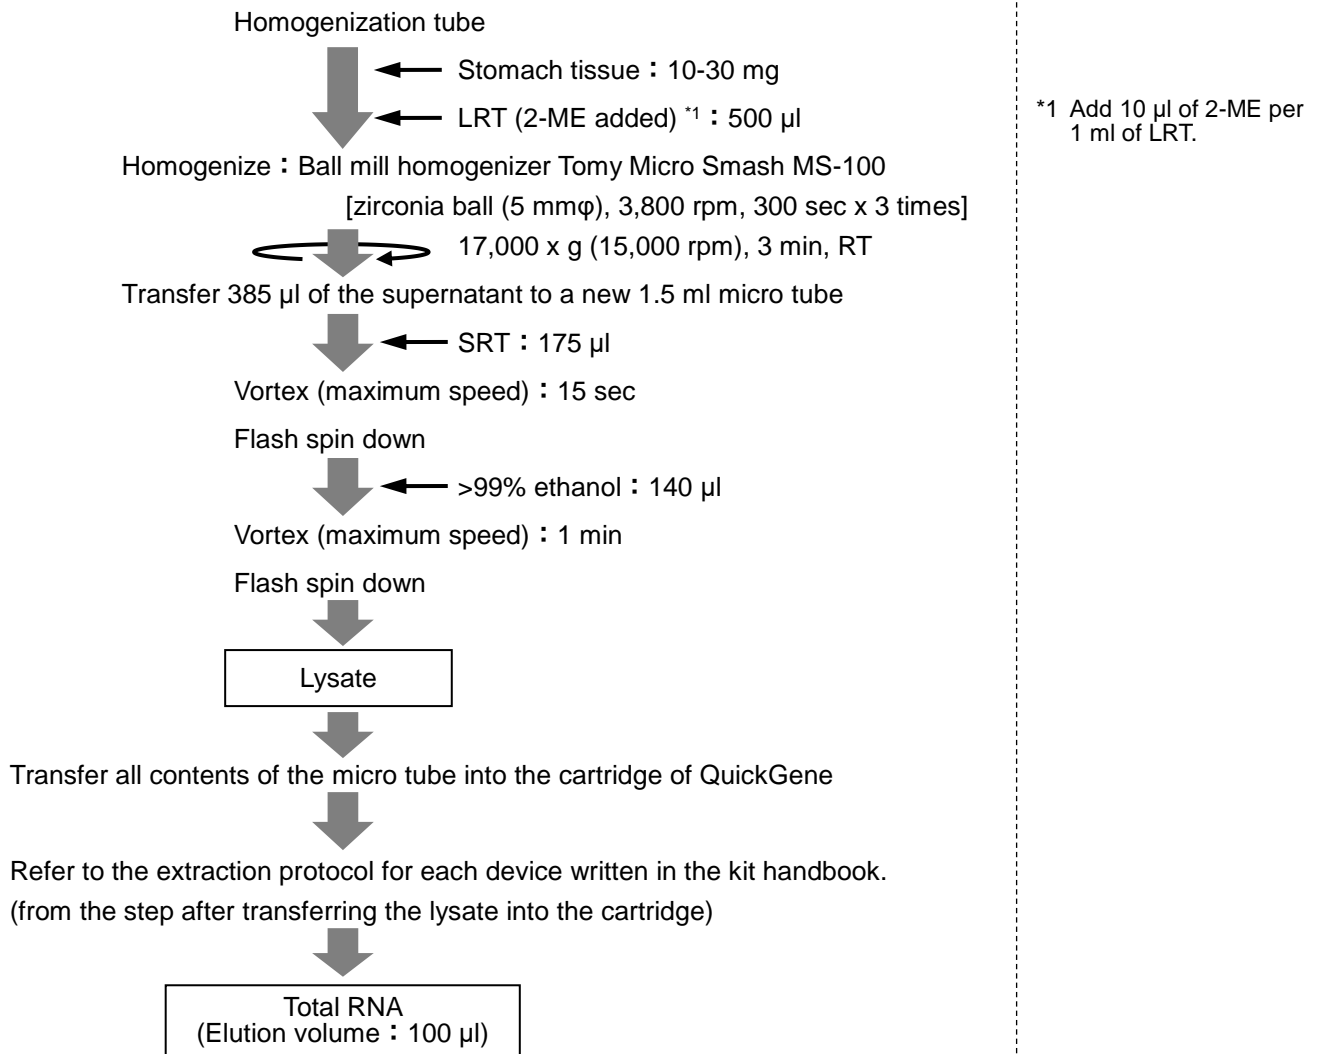 Homogenization tube
Stomach tissue：10-30 mg
LRT (2-ME added) *1：500 µl
*1 Add 10 µl of 2-ME per
1 ml of LRT.
Homogenize：Ball mill homogenizer Tomy Micro Smash MS-100
[zirconia ball (5 mmφ), 3,800 rpm, 300 sec x 3 times]
17,000 x g (15,000 rpm), 3 min, RT
Transfer 385 µl of the supernatant to a new 1.5 ml micro tube
SRT：175 µl
Vortex (maximum speed)：15 sec
Flash spin down
>99% ethanol：140 µl
Vortex (maximum speed)：1 min
Flash spin down
Lysate
Transfer all contents of the micro tube into the cartridge of QuickGene
Refer to the extraction protocol for each device written in the kit handbook.
(from the step after transferring the lysate into the cartridge)
Total RNA
(Elution volume：100 µl)